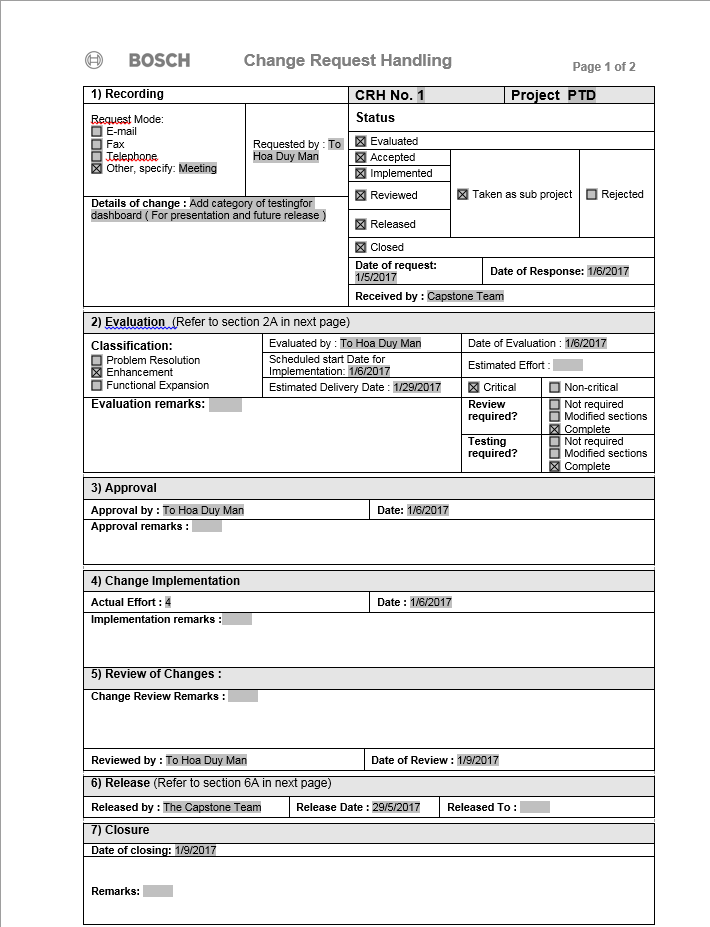 BOSCH
Change Request Handling
Page 1 of 2
1) Recording
CRH No. 1
Project PTD
Request Mode:
E-mail
Fax
Telephone
Other, specify: Meeting
Requested by : To
Hoa Duy Man
Details of change : Add category of testingfor
dashboard ( For presentation and future release )
Status
Evaluated
Accepted
Implemented
Reviewed
Released
Taken as sub project
Rejected
Closed
Date of request:
1/5/2017
Date of Response: 1/6/2017
Received by : Capstone Team
2) Evaluation (Refer to section 2A in next page)
Classification:
Problem Resolution
Enhancement
Functional Expansion
Evaluated by : To Hoa Duy Man
Date of Evaluation : 1/6/2017
Scheduled start Date for
Implementation: 1/6/2017
Estimated Effort :
Estimated Delivery Date : 1/29/2017
Critical
Non-critical
Evaluation remarks:
Review
required?
Not required
Modified sections
Complete
Testing
required?
Not required
Modified sections
Complete
3) Approval
Approval by : To Hoa Duy Man
Date: 1/6/2017
Approval remarks :
4) Change Implementation
Actual Effort : 4
Date : 1/6/2017
Implementation remarks :
5) Review of Changes :
Change Review Remarks :
Reviewed by : To Hoa Duy Man
Date of Review : 1/9/2017
6) Release (Refer to section 6A in next page)
Released by : The Capstone Team
Release Date : 29/5/2017
Released To :
7) Closure
Date of closing: 1/9/2017
Remarks: